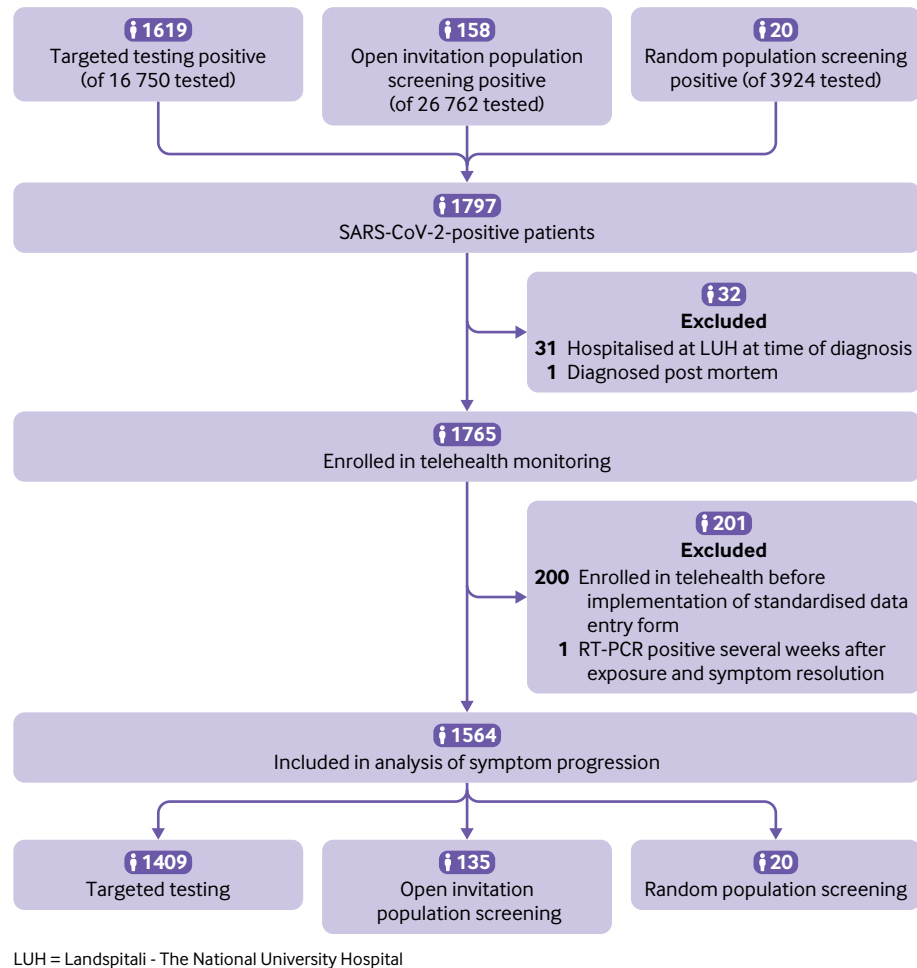 1619
Targeted testing positive
(of 16 750 tested)
158
Open invitation population
screening positive
(of 26 762 tested)
20
Random population screening
positive (of 3924 tested)
1797
SARS-CoV-2-positive patients
32
Excluded
31 Hospitalised at LUH at time of diagnosis
1 Diagnosed post mortem
1765
Enrolled in telehealth monitoring
201
Excluded
200 Enrolled in telehealth before
implementation of standardised data
entry form
1 RT-PCR positive several weeks after
exposure and symptom resolution
1564
Included in analysis of symptom progression
1409
Targeted testing
135
Open invitation
population screening
20
Random population screening
LUH = Landspitali - The National University Hospital